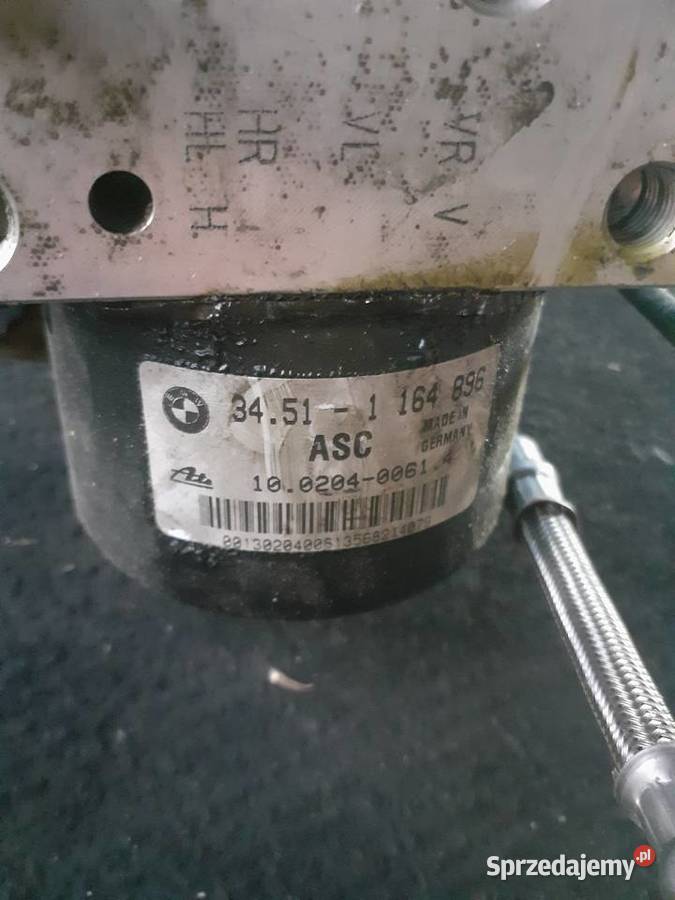 HL H
HR
VL
VR V
34.51 - 1 164 896
ASC
MADE IN
GERMANY
Ate
10.0204-0061.4
Sprzedajemy.pl